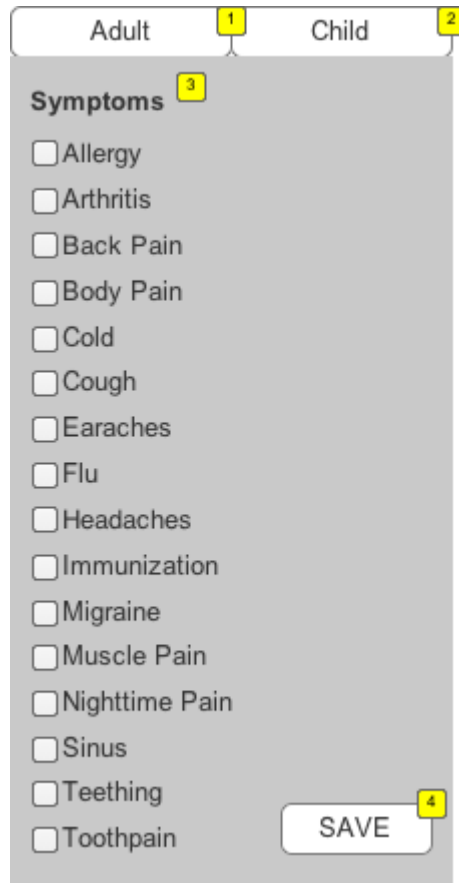 Adult 1 Child 2
Symptoms 3
Allergy
Arthritis
Back Pain
Body Pain
Cold
Cough
Earaches
Flu
Headaches
Immunization
Migraine
Muscle Pain
Nighttime Pain
Sinus
Teething
Toothpain
SAVE 4